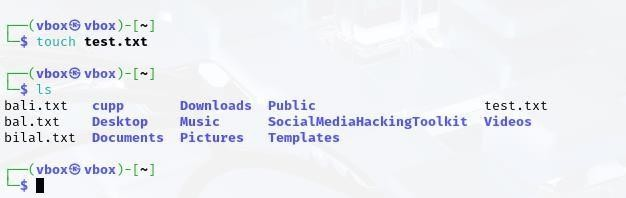 ┌──(vbox㉿vbox)-[~]
└─$ touch test.txt
┌──(vbox㉿vbox)-[~]
└─$ ls
bali.txt cupp Downloads Public test.txt
bal.txt Desktop Music SocialMediaHackingToolkit Videos
bilal.txt Documents Pictures Templates
┌──(vbox㉿vbox)-[~]
└─$